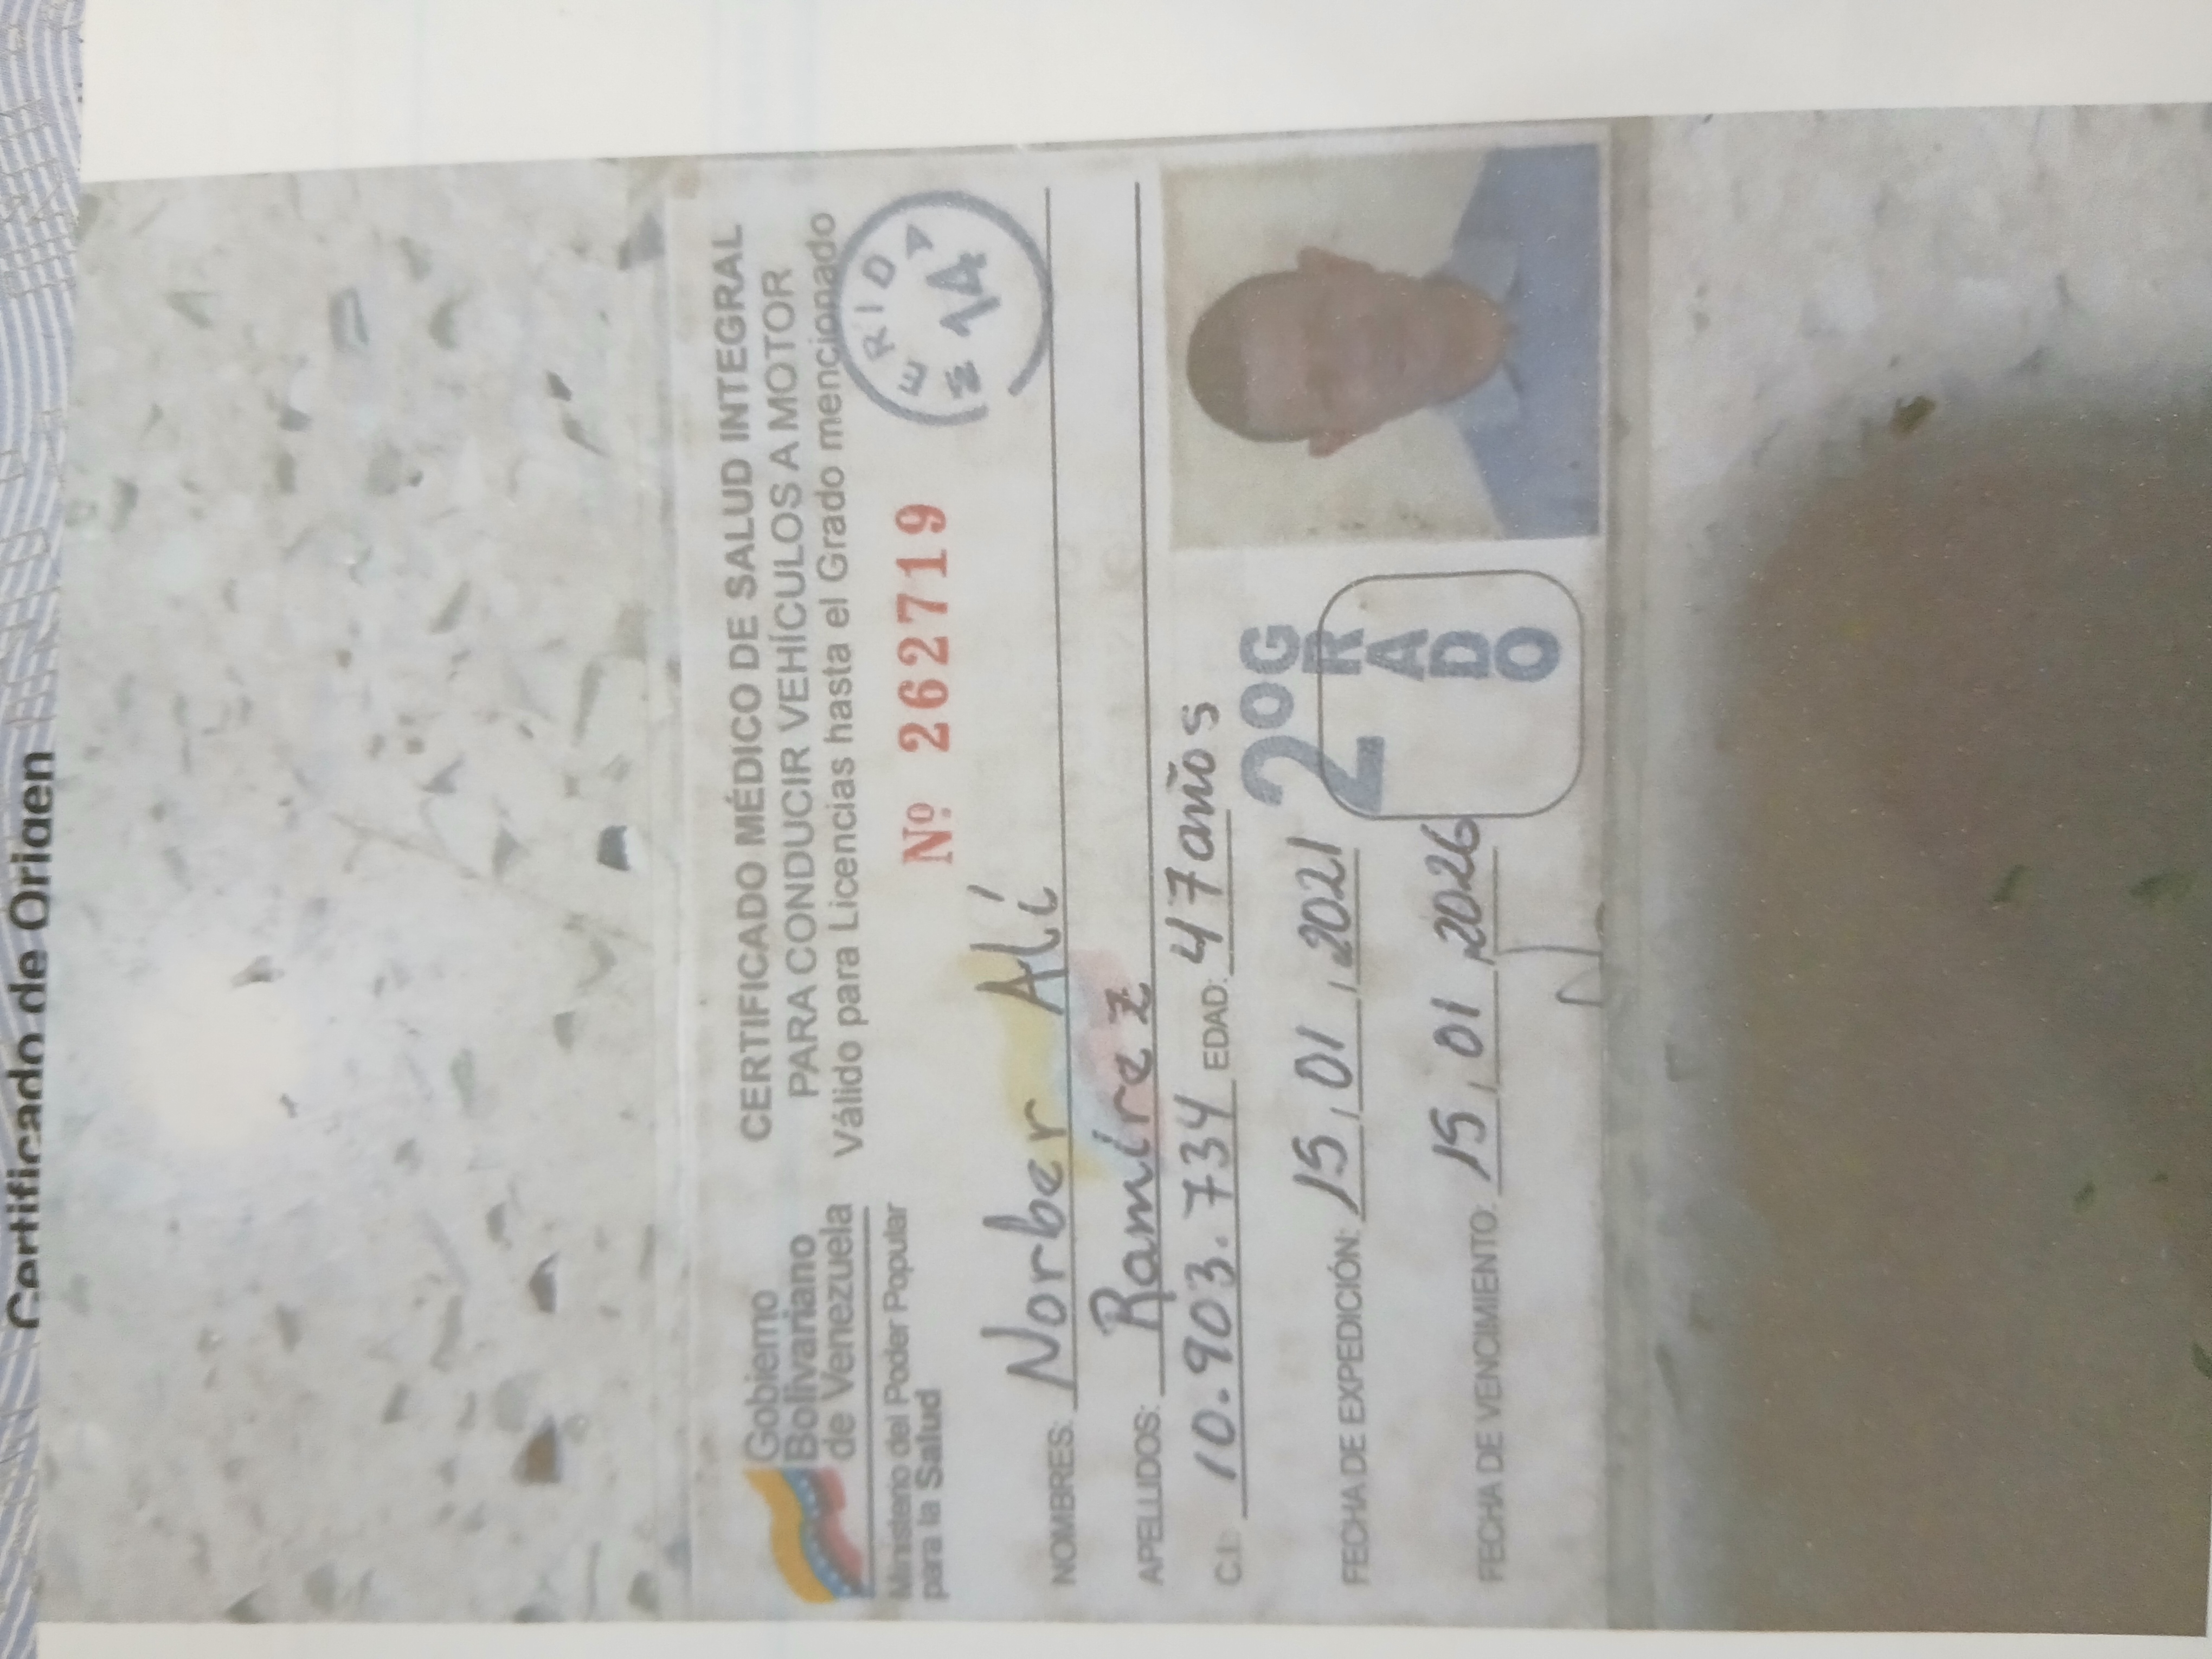 Certificado de Origen
Gobierno
Bolivariano
de Venezuela
Ministerio del Poder Popular
para la Salud
CERTIFICADO MÉDICO DE SALUD INTEGRAL
PARA CONDUCIR VEHÍCULOS A MOTOR
Válido para Licencias hasta el Grado mencionado
Nº 262719
MERIDA
14
NOMBRES: Norber Alí
APELLIDOS: Ramírez
C.I: 10.903.734 EDAD: 47 años
FECHA DE EXPEDICIÓN: 15,01,2021
FECHA DE VENCIMIENTO: 15,01,2026
2º GRADO